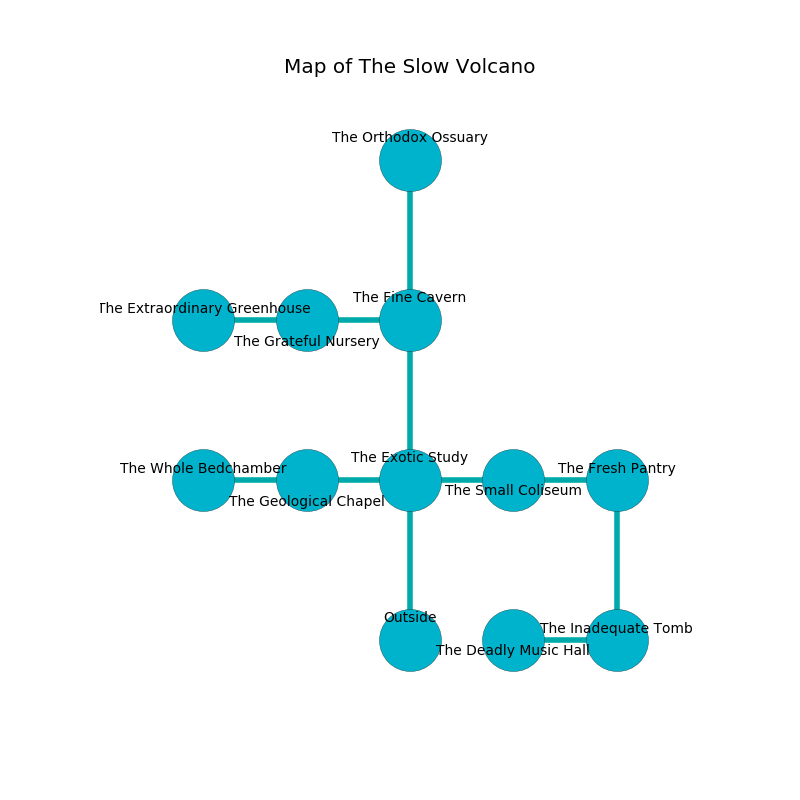 Map of The Slow Volcano
The Orthodox Ossuary
The Fine Cavern
The Extraordinary Greenhouse
The Grateful Nursery
The Exotic Study
The Whole Bedchamber
The Fresh Pantry
The Small Coliseum
The Geological Chapel
Outside
The Inadequate Tomb
The Deadly Music Hall